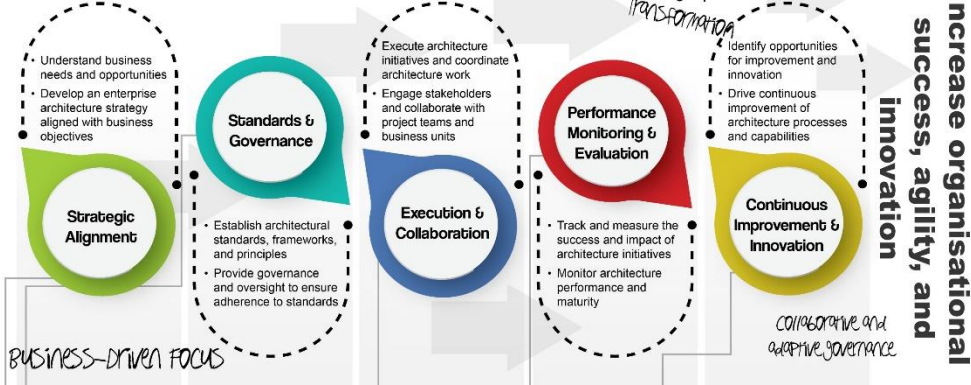 Transformation
• Understand business
needs and opportunities
• Develop an enterprise
architecture strategy
aligned with business
objectives
Strategic
Alignment
Standards &
Governance
• Establish architectural
standards, frameworks,
and principles
• Provide governance
and oversight to ensure
adherence to standards
• Execute architecture
initiatives and coordinate
architecture work
• Engage stakeholders
and collaborate with
project teams and
business units
Execution &
Collaboration
Performance
Monitoring &
Evaluation
• Track and measure the
success and impact of
architecture initiatives
• Monitor architecture
performance and
maturity
• Identify opportunities
for improvement and
innovation
• Drive continuous
improvement of
architecture processes
and capabilities
Continuous
Improvement &
Innovation
BUSINESS-Driven FOCUS
Collaborative and
adaptive governance
ncrease organisational
success, agility, and
innovation